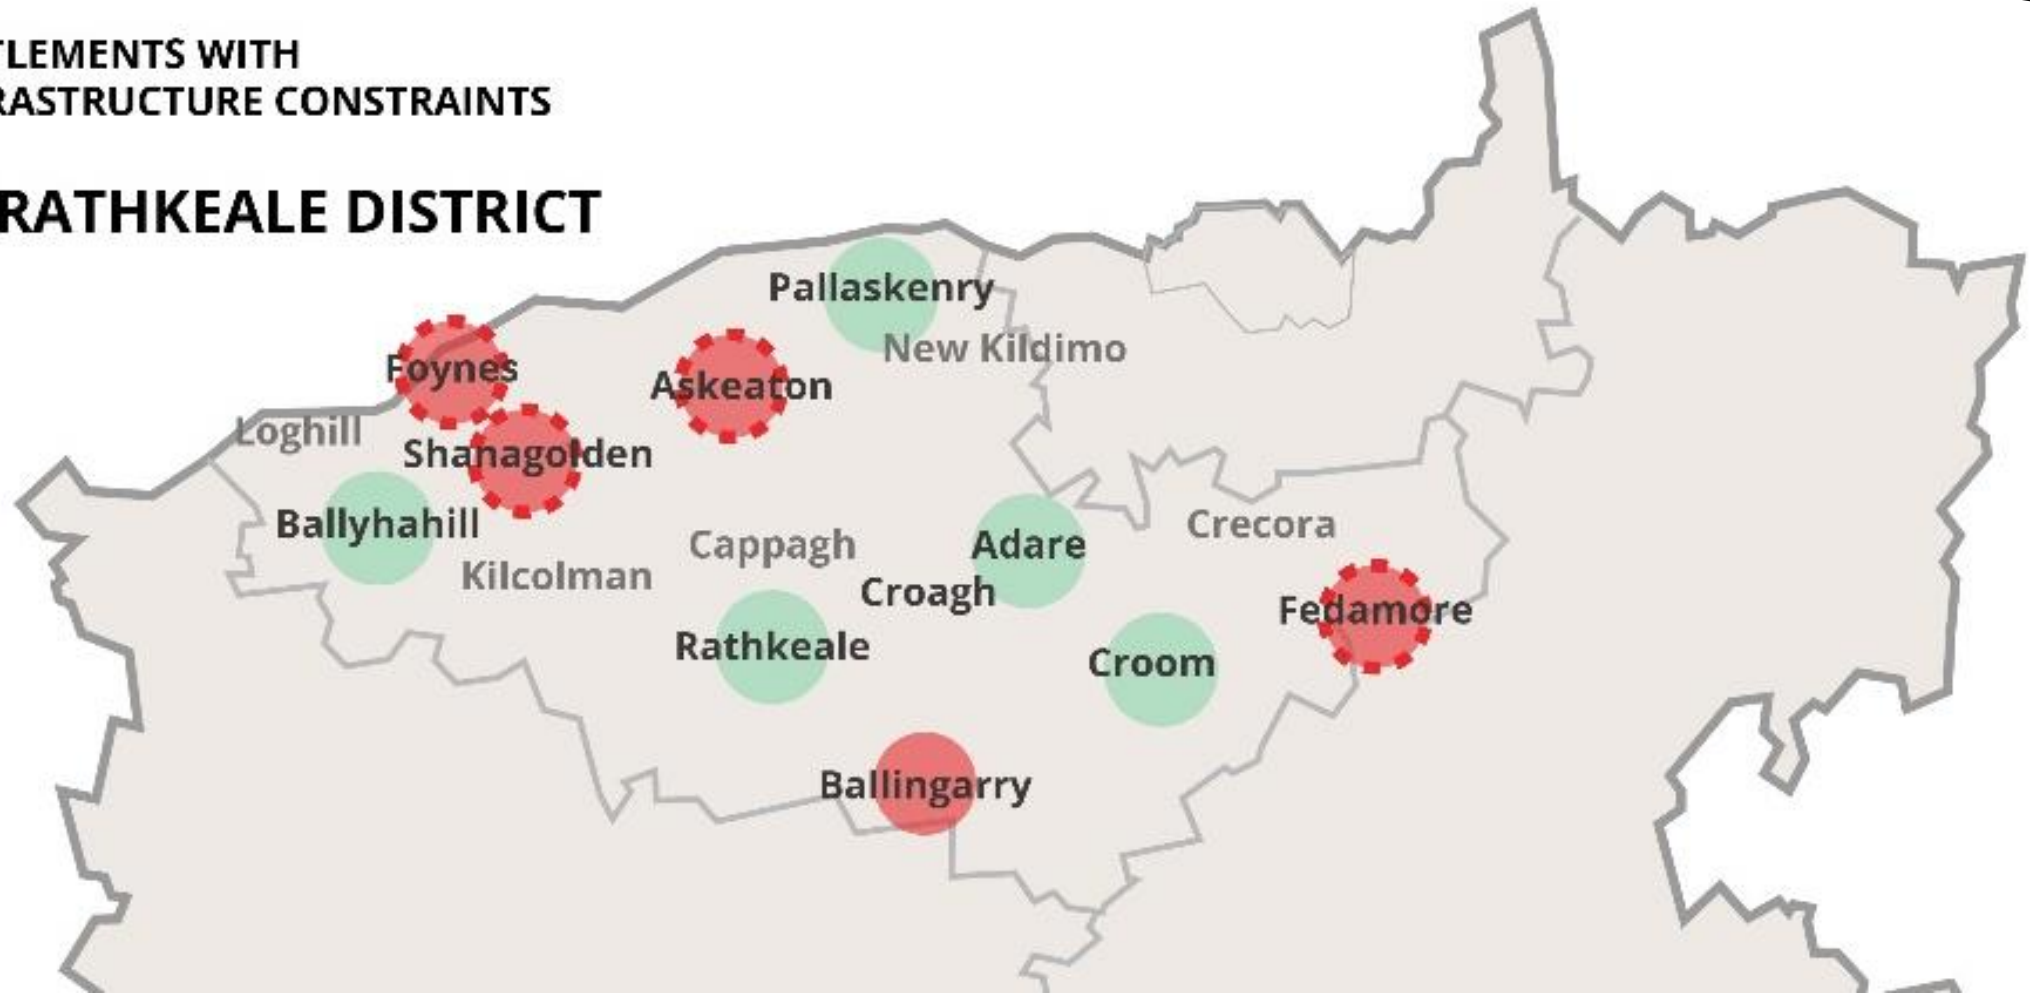 TLEMENTS WITH
RASTRUCTURE CONSTRAINTS
RATHKEALE DISTRICT
Pallaskenry
New Kildimo
Foynes
Askeaton
Loghill
Shanagolden
Ballyhahill
Kilcolman
Cappagh
Adare
Crecora
Croagh
Fedamore
Rathkeale
Croom
Ballingarry